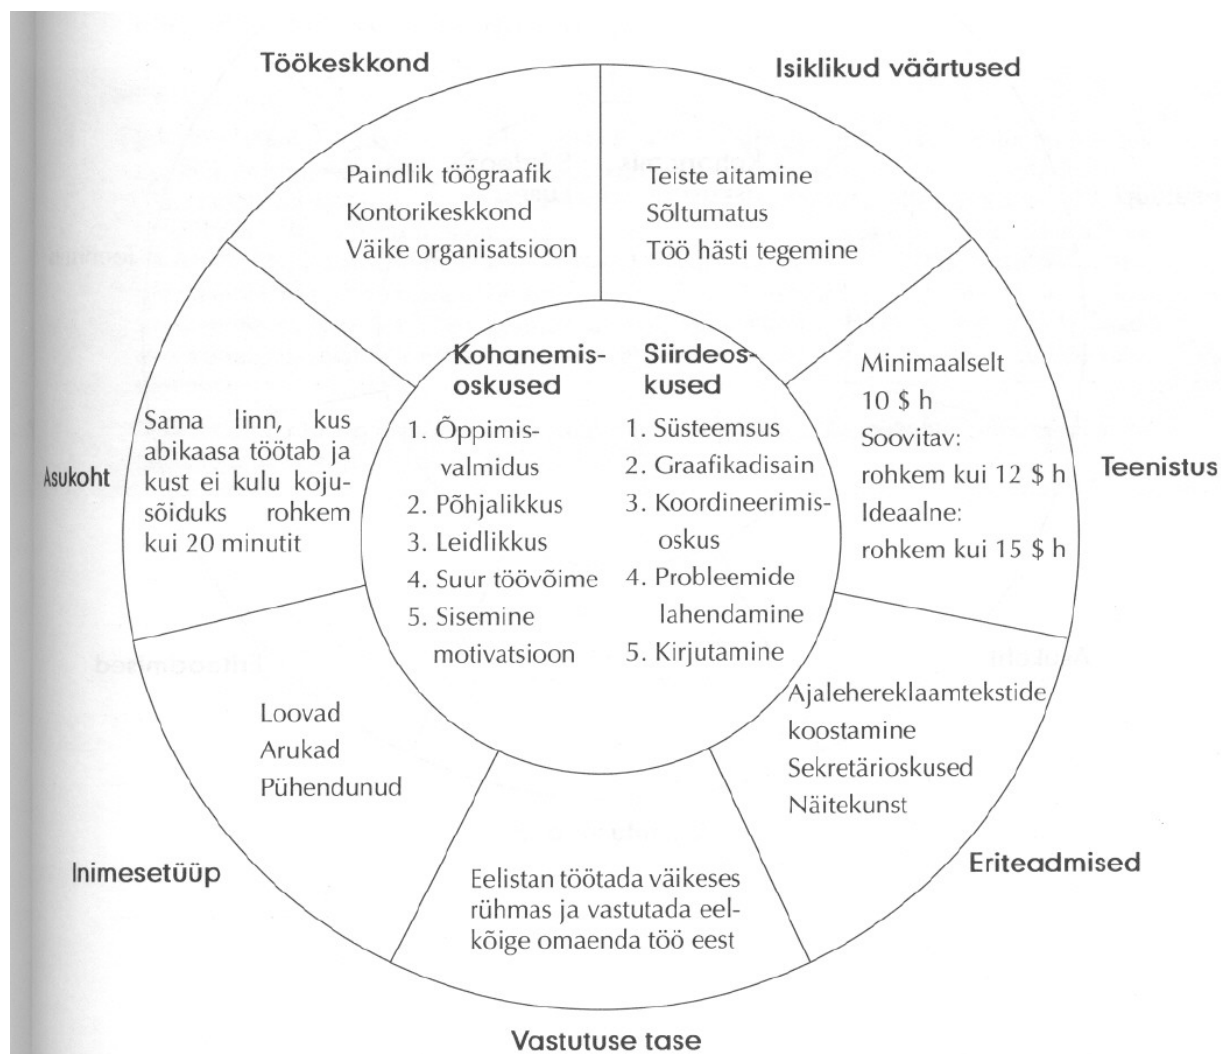 Töökeskkond
Paindlik töögraafik
Kontorikeskkond
Väike organisatsioon
Isiklikud väärtused
Teiste aitamine
Sõltumatus
Töö hästi tegemine
Teenistus
Minimaalselt
10 $ h
Soovitav:
rohkem kui 12 $ h
Ideaalne:
rohkem kui 15 $ h
Eriteadmised
Ajalehereklaamtekstide
koostamine
Sekretärioskused
Näitekunst
Vastutuse tase
Eelistan töötada väikeses
rühmas ja vastutada eel-
kõige omaenda töö eest
Inimesetüüp
Loovad
Arukad
Pühendunud
Asukoht
Sama linn, kus
abikaasa töötab ja
kust ei kulu koju-
sõiduks rohkem
kui 20 minutit
Kohanemis-
oskused
1. Õppimis-
valmidus
2. Põhjalikkus
3. Leidlikkus
4. Suur töövõime
5. Sisemine
motivatsioon
Siirdeos-
kused
1. Süsteemsus
2. Graafikadisain
3. Koordineerimis-
oskus
4. Probleemide
lahendamine
5. Kirjutamine